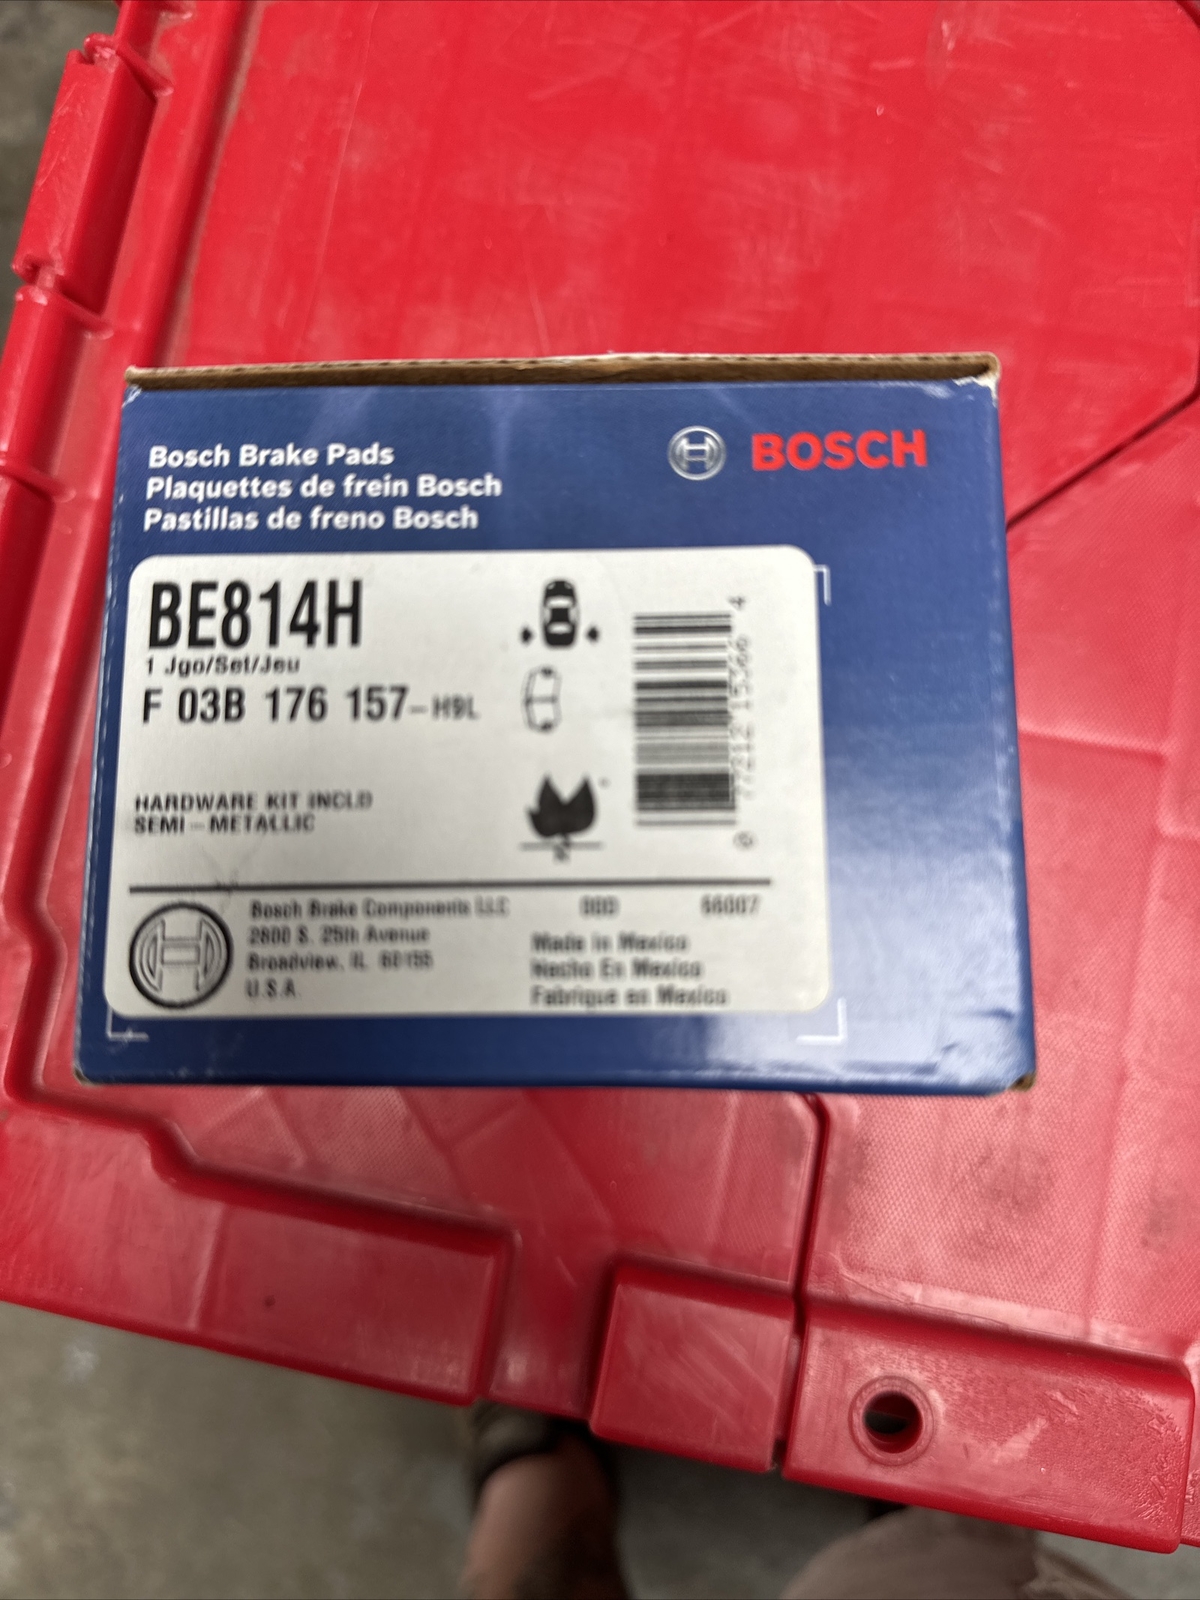 Bosch Brake Pads
Plaquettes de frein Bosch
Pastillas de freno Bosch
BOSCH
BE814H
1 Jgo/Set/Jeu
F 03B 176 157-H9L
HARDWARE KIT INCLD
SEMI-METALLIC
N
Bosch Brake Components LLC
2800 S. 25th Avenue
Broadview, IL 60155
U.S.A.
66007
Made in Mexico
Hecho En Mexico
Fabrique en Mexico